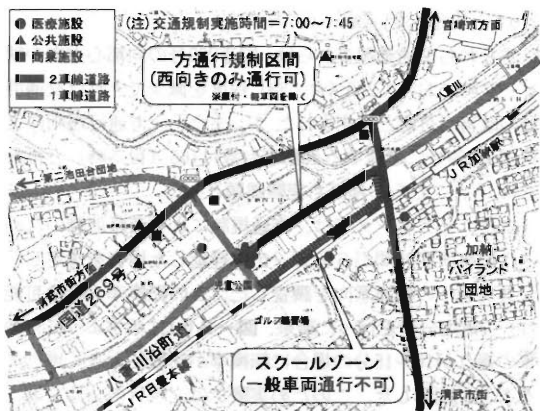 医療施設
公共施設
商業施設
2車線道路
1車線道路
(注)交通規制実施時間=7:00〜7:45
一方通行規制区間
(西向きのみ通行可)
※原付・軽車両を除く
宮崎市方面
八重川
JR加納駅
第二池田台団地
加納
バイランド
団地
清武市街方面
国道269号
児童公園
ゴルフ練習場
八重川沿町道
JR日豊本線
スクールゾーン
(一般車両通行不可)
清武市街